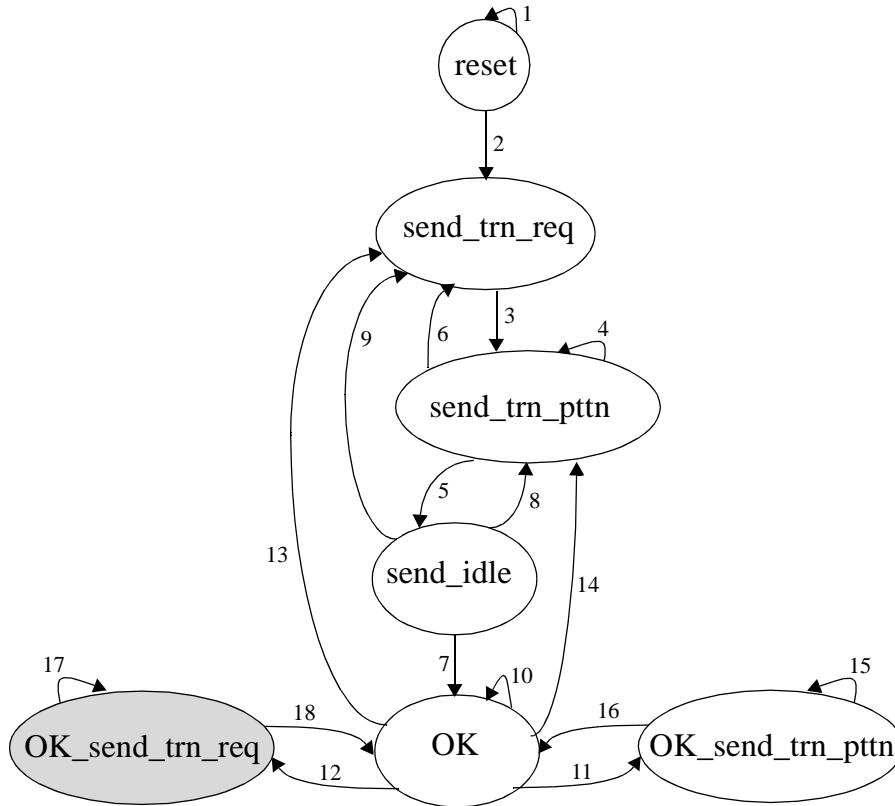 1
reset
2
send_trn_req
3
4
6
9
send_trn_pttn
5
8
13
send_idle
14
7
10
17
15
18
16
OK_send_trn_req
OK
OK_send_trn_pttn
12
11